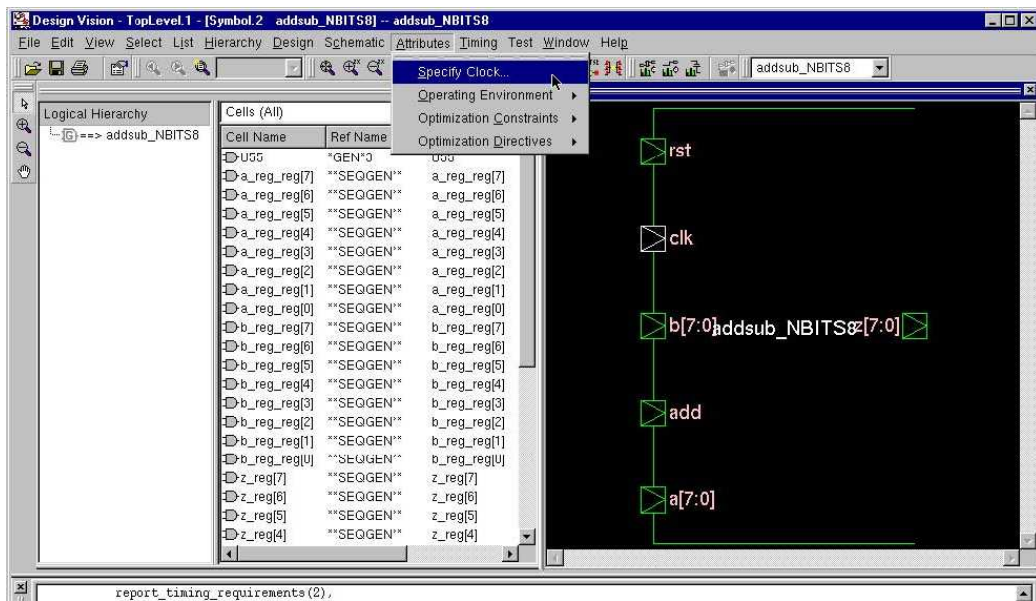 Design Vision - TopLevel.1 - [Symbol.2 addsub_NBITS8] -- addsub_NBITS8
File Edit View Select List Hierarchy Design Schematic Attributes Timing Test Window Help
addsub_NBITS8
Specify Clock...
Operating Environment
Optimization Constraints
Optimization Directives
Logical Hierarchy
==> addsub_NBITS8
Cells (All)
Cell Name Ref Name
U55 *GEN*3 U55
a_reg_reg[7] **SEQGEN** a_reg_reg[7]
a_reg_reg[6] **SEQGEN** a_reg_reg[6]
a_reg_reg[5] **SEQGEN** a_reg_reg[5]
a_reg_reg[4] **SEQGEN** a_reg_reg[4]
a_reg_reg[3] **SEQGEN** a_reg_reg[3]
a_reg_reg[2] **SEQGEN** a_reg_reg[2]
a_reg_reg[1] **SEQGEN** a_reg_reg[1]
a_reg_reg[0] **SEQGEN** a_reg_reg[0]
b_reg_reg[7] **SEQGEN** b_reg_reg[7]
b_reg_reg[6] **SEQGEN** b_reg_reg[6]
b_reg_reg[5] **SEQGEN** b_reg_reg[5]
b_reg_reg[4] **SEQGEN** b_reg_reg[4]
b_reg_reg[3] **SEQGEN** b_reg_reg[3]
b_reg_reg[2] **SEQGEN** b_reg_reg[2]
b_reg_reg[1] **SEQGEN** b_reg_reg[1]
b_reg_reg[0] **SEQGEN** b_reg_reg[0]
z_reg[7] **SEQGEN** z_reg[7]
z_reg[6] **SEQGEN** z_reg[6]
z_reg[5] **SEQGEN** z_reg[5]
z_reg[4] **SEQGEN** z_reg[4]
rst
clk
b[7:0] addsub_NBITS8 z[7:0]
add
a[7:0]
report_timing_requirements(2),